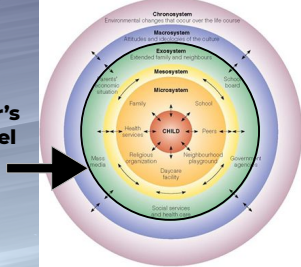 Chronosystem
Environmental changes that occur over the life course
Macrosystem
Attitudes and ideologies of the culture
Exosystem
Extended family and neighbours
Mesosystem
Microsystem
Parents'
economic
situation
School
board
Family
School
Health
services
CHILD
Peers
Religious
organization
Neighbourhood
playground
Daycare
facility
Mass
media
Government
agencies
Social services
and health care
r's
el